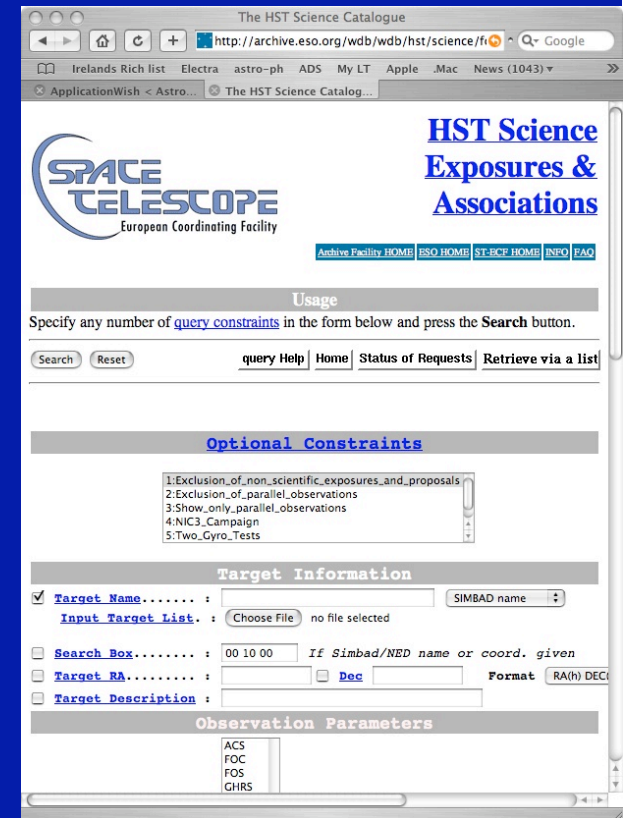 The HST Science Catalogue
http://archive.eso.org/wdb/wdb/hst/science/f Google
Irelands Rich list Electra astro-ph ADS My LT Apple .Mac News (1043)
ApplicationWish < Astro... The HST Science Catalog...
SPACE
TELESCOPE
European Coordinating Facility
HST Science
Exposures &
Associations
Archive Facility HOME ESO HOME ST-ECF HOME INFO FAQ
Usage
Specify any number of query constraints in the form below and press the Search button.
Search Reset query Help Home Status of Requests Retrieve via a list
Optional Constraints
1:Exclusion_of_non_scientific_exposures_and_proposals
2:Exclusion_of_parallel_observations
3:Show_only_parallel_observations
4:NIC3_Campaign
5:Two_Gyro_Tests
Target Information
Target Name....... : SIMBAD name
Input Target List. : Choose File no file selected
Search Box........ : 00 10 00 If Simbad/NED name or coord. given
Target RA......... : Dec Format RA(h) DEC(
Target Description :
Observation Parameters
ACS
FOC
FOS
GHRS